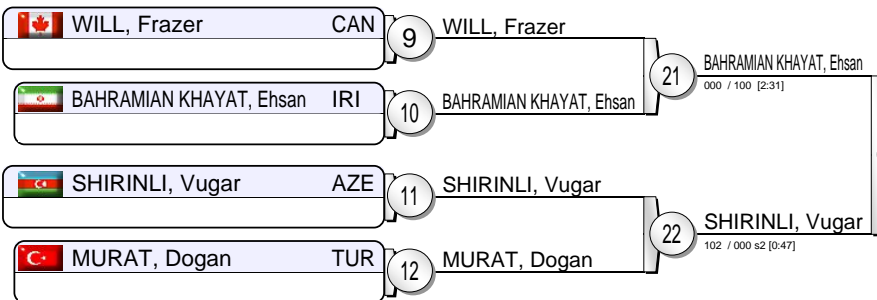 WILL, Frazer CAN
9
WILL, Frazer
BAHRAMIAN KHAYAT, Ehsan IRI
10
BAHRAMIAN KHAYAT, Ehsan
21
BAHRAMIAN KHAYAT, Ehsan
000 / 100 [2:31]
SHIRINLI, Vugar AZE
11
SHIRINLI, Vugar
MURAT, Dogan TUR
12
MURAT, Dogan
22
SHIRINLI, Vugar
102 / 000 s2 [0:47]